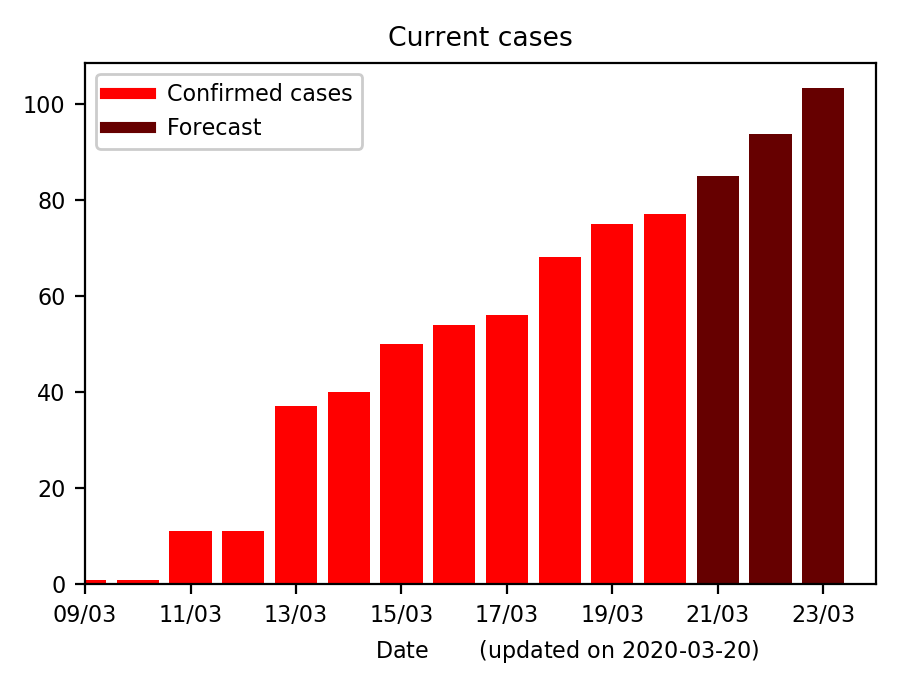 Current cases
Confirmed cases
Forecast
100
80
60
40
20
0
09/03 11/03 13/03 15/03 17/03 19/03 21/03 23/03
Date (updated on 2020-03-20)